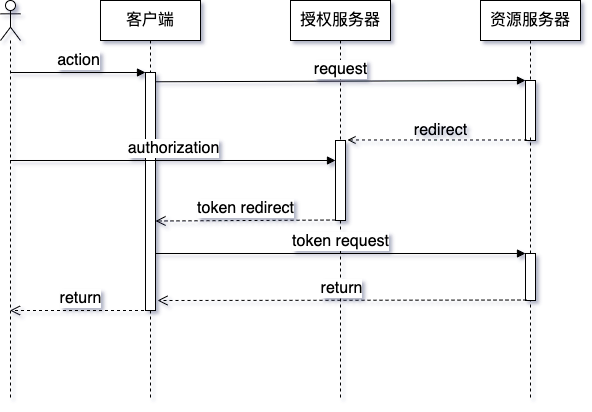 客户端
授权服务器
资源服务器
action
request
redirect
authorization
token redirect
token request
return
return